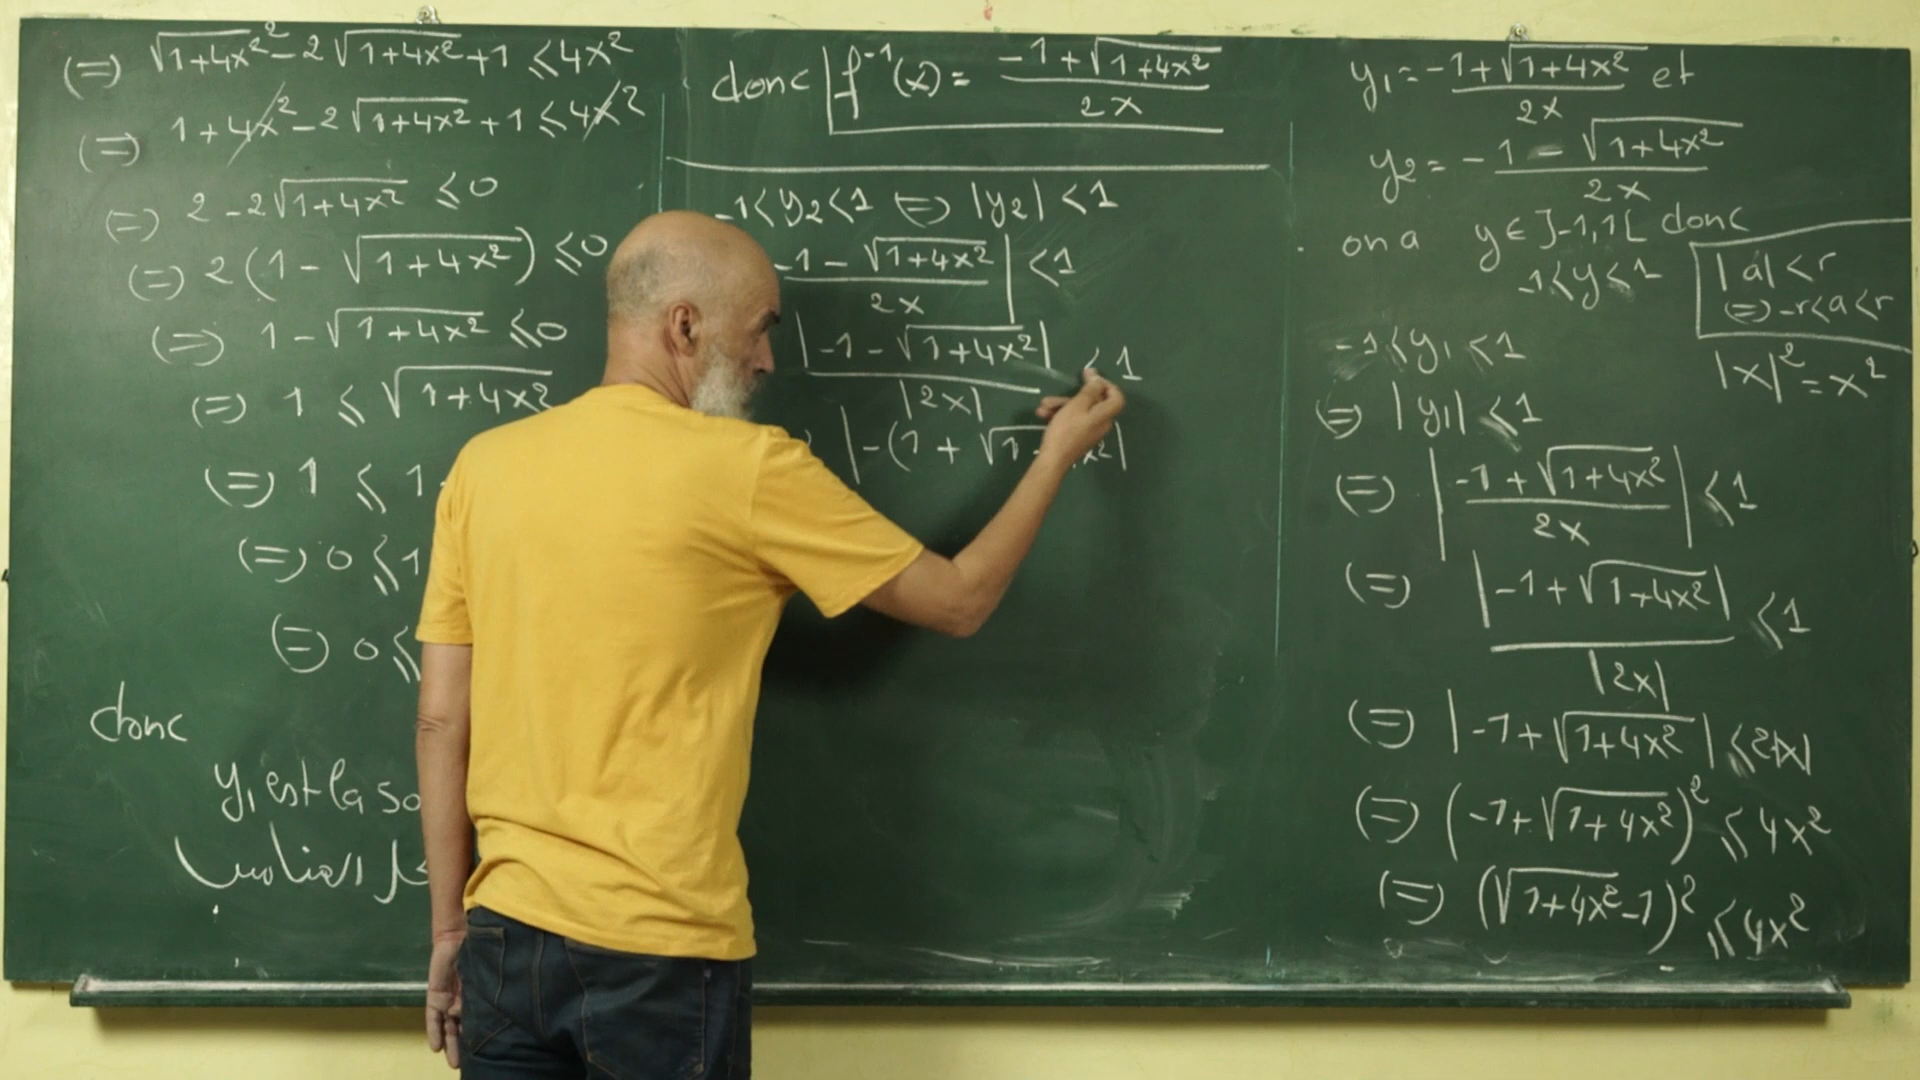 (=) √1+4x²² - 2√1+4x² + 1 ⩽ 4x²
(=) 1 + 4x² - 2√1+4x² + 1 ⩽ 4x²
(=) 2 - 2√1+4x² ⩽ 0
(=) 2(1 - √1+4x²) ⩽ 0
(=) 1 - √1+4x² ⩽ 0
(=) 1 ⩽ √1+4x²
(=) 1 ⩽ 1
(=) 0 ⩽ 1
(=) 0 ⩽
donc
y₁ est la
donc f⁻¹(x) = (-1 + √1+4x²) / 2x
-1 < y₂ < 1 (=) |y₂| < 1
|(-1 - √1+4x²) / 2x| < 1
|-1 - √1+4x²| / |2x| < 1
|-(1 + √1 x²|
y₁ = (-1 + √1+4x²) / 2x et
y₂ = (-1 - √1+4x²) / 2x
on a y ∈ ]-1,1[ donc
-1 < y < 1
|a| < r
(=) -r < a < r
|x|² = x²
-1 < y₁ < 1
(=) |y₁| < 1
(=) |(-1 + √1+4x²) / 2x| < 1
(=) |-1 + √1+4x²| / |2x| < 1
(=) |-1 + √1+4x²| ⩽ 2|x|
(=) (-1 + √1+4x²)² ⩽ 4x²
(=) (√1+4x² - 1)² ⩽ 4x²